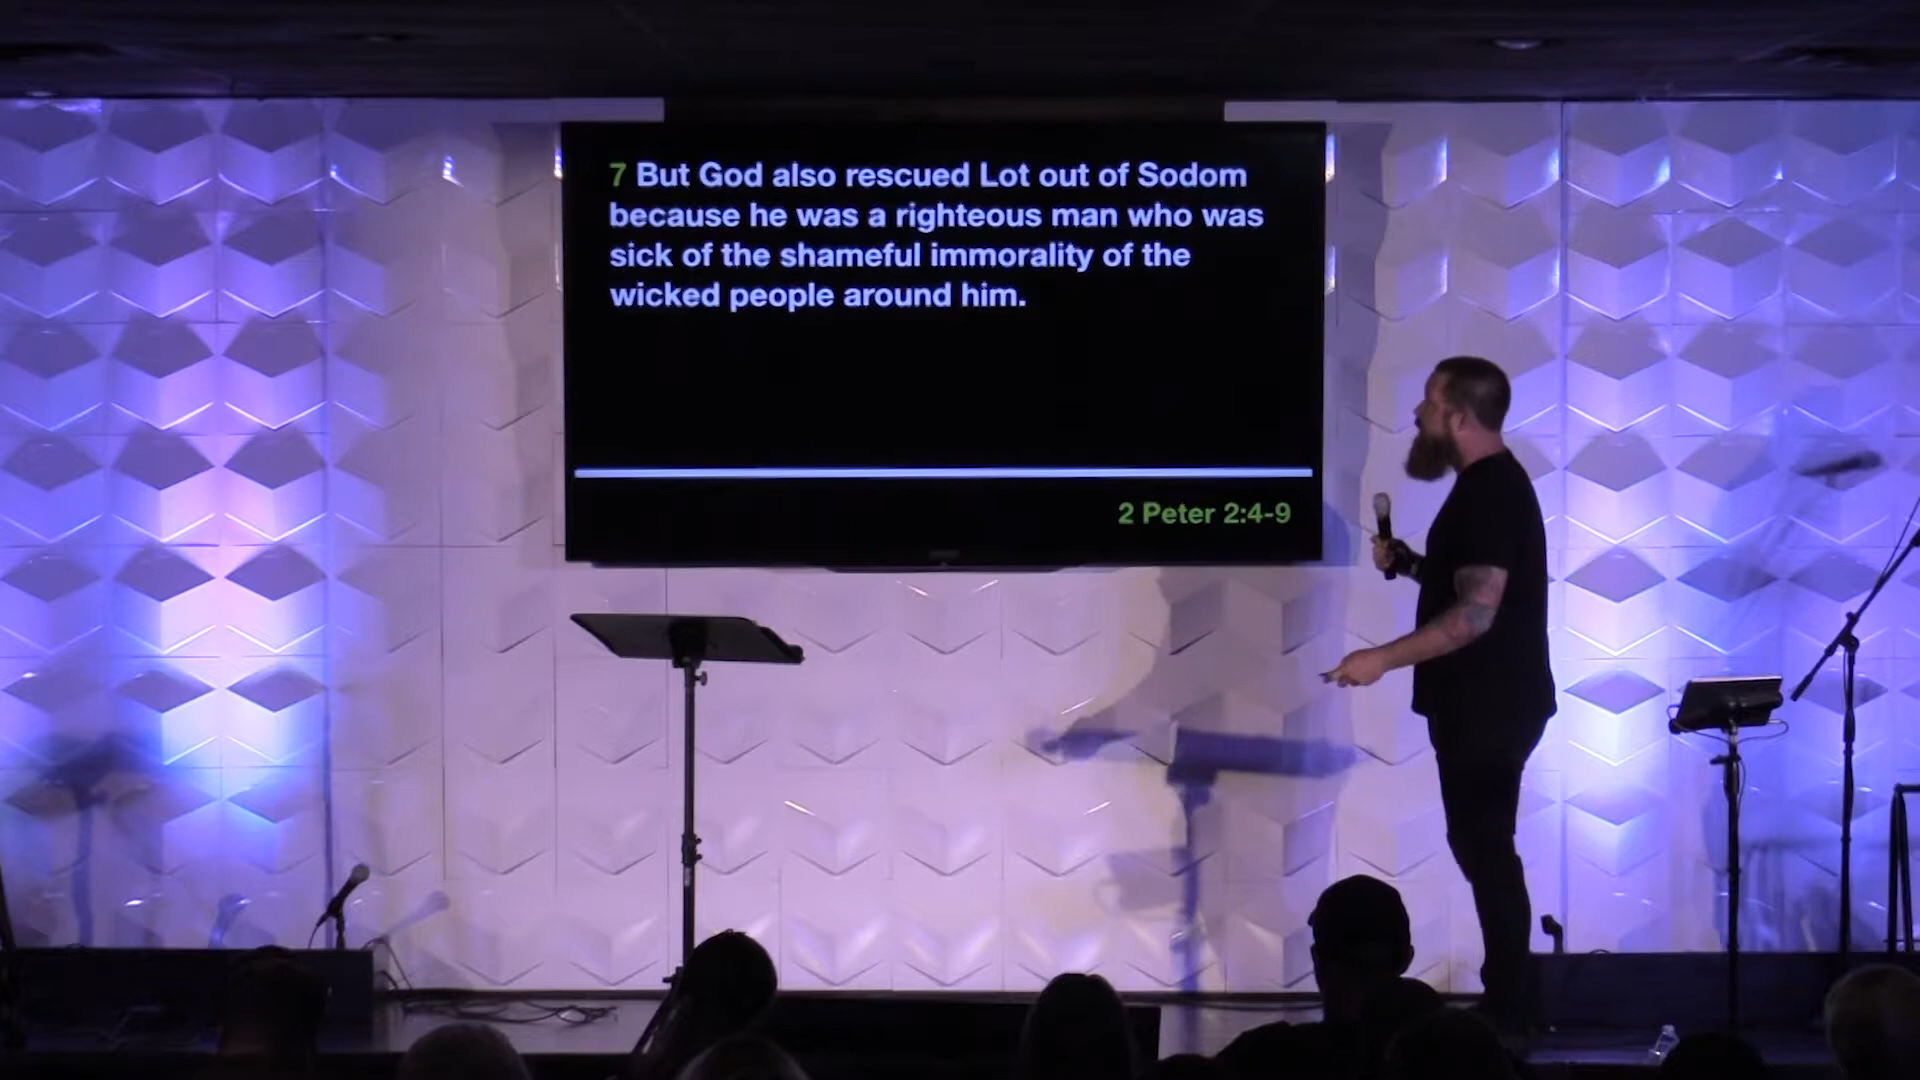 7 But God also rescued Lot out of Sodom
because he was a righteous man who was
sick of the shameful immorality of the
wicked people around him.
2 Peter 2:4-9